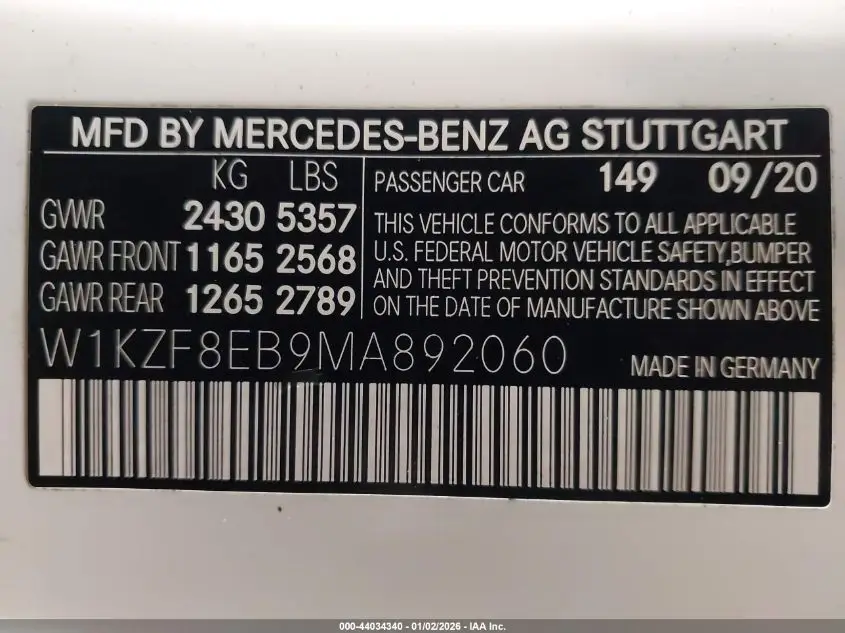 MFD BY MERCEDES-BENZ AG STUTTGART
KG LBS
GVWR 2430 5357
GAWR FRONT 1165 2568
GAWR REAR 1265 2789
PASSENGER CAR 149 09/20
THIS VEHICLE CONFORMS TO ALL APPLICABLE
U.S. FEDERAL MOTOR VEHICLE SAFETY,BUMPER
AND THEFT PREVENTION STANDARDS IN EFFECT
ON THE DATE OF MANUFACTURE SHOWN ABOVE
W1KZF8EB9MA892060
MADE IN GERMANY
000-44034340 - 01/02/2026 - IAA Inc.